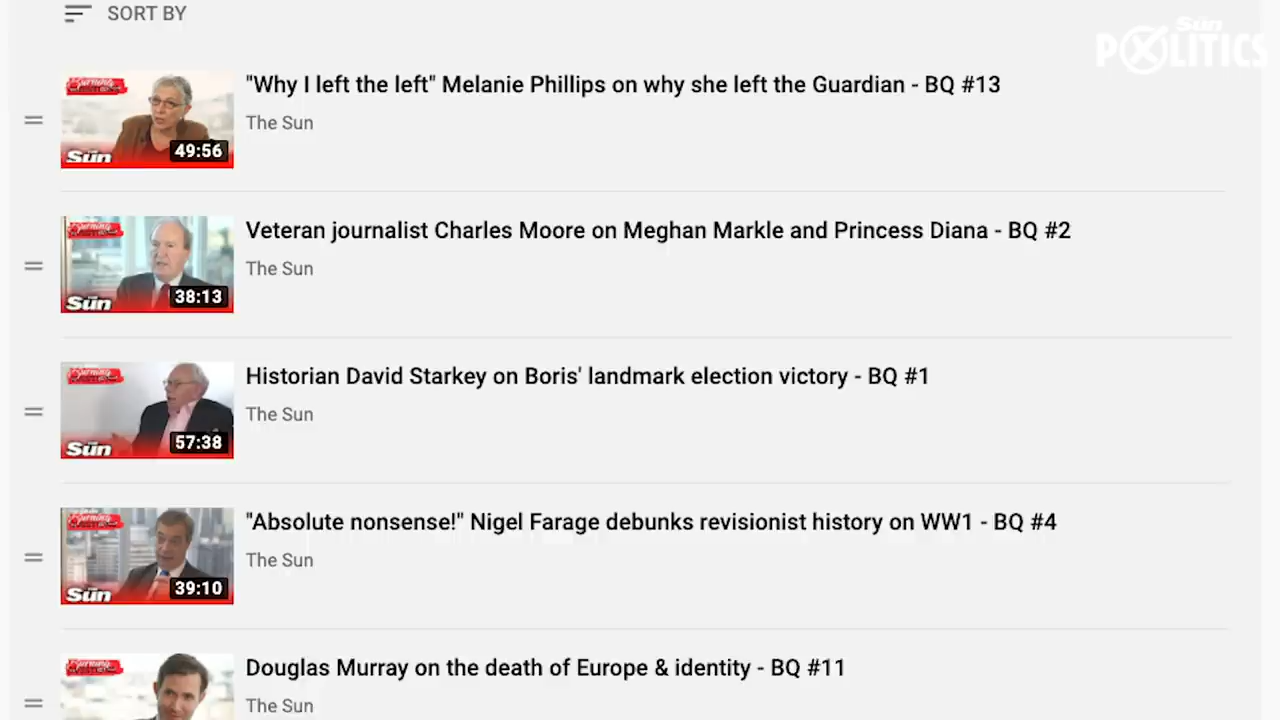 SORT BY
Sun
POLITICS
"Why I left the left" Melanie Phillips on why she left the Guardian - BQ #13
The Sun
THE Sun
49:56
Veteran journalist Charles Moore on Meghan Markle and Princess Diana - BQ #2
The Sun
THE Sun
38:13
Historian David Starkey on Boris' landmark election victory - BQ #1
The Sun
THE Sun
57:38
"Absolute nonsense!" Nigel Farage debunks revisionist history on WW1 - BQ #4
The Sun
THE Sun
39:10
Douglas Murray on the death of Europe & identity - BQ #11
The Sun